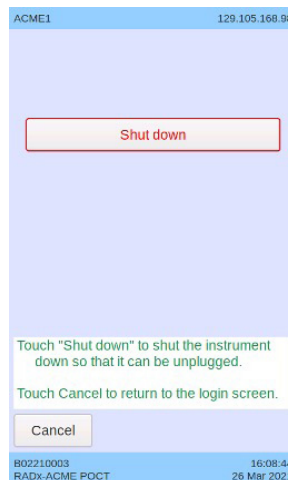 ACME1 129.105.168.98
Shut down
Touch "Shut down" to shut the instrument
down so that it can be unplugged.
Touch Cancel to return to the login screen.
Cancel
B02210003 16:08:4
RADx-ACME POCT 26 Mar 202